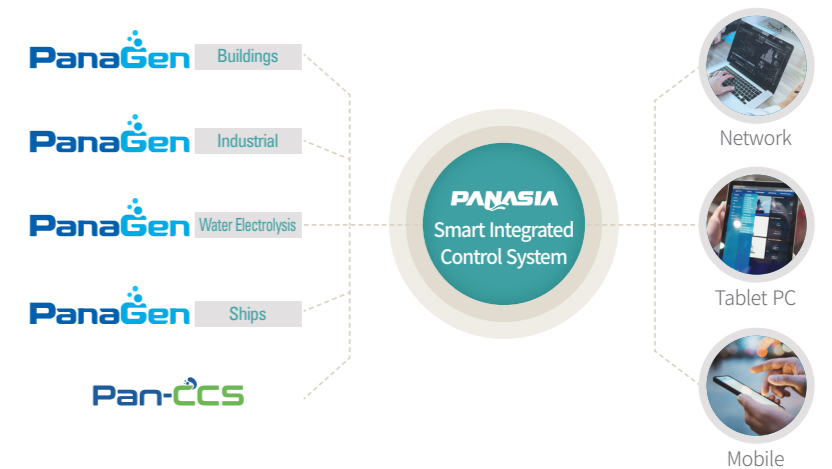 PanaGen Buildings
PanaGen Industrial
PanaGen Water Electrolysis
PanaGen Ships
Pan-CCS
PANASIA
Smart Integrated
Control System
Network
Tablet PC
Mobile